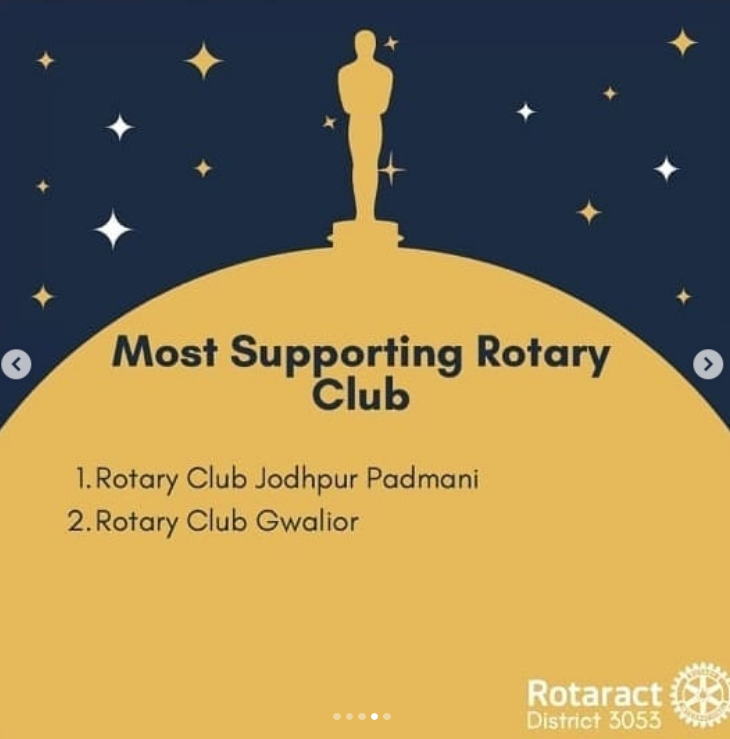 Most Supporting Rotary
Club
1. Rotary Club Jodhpur Padmani
2. Rotary Club Gwalior
Rotaract
District 3053